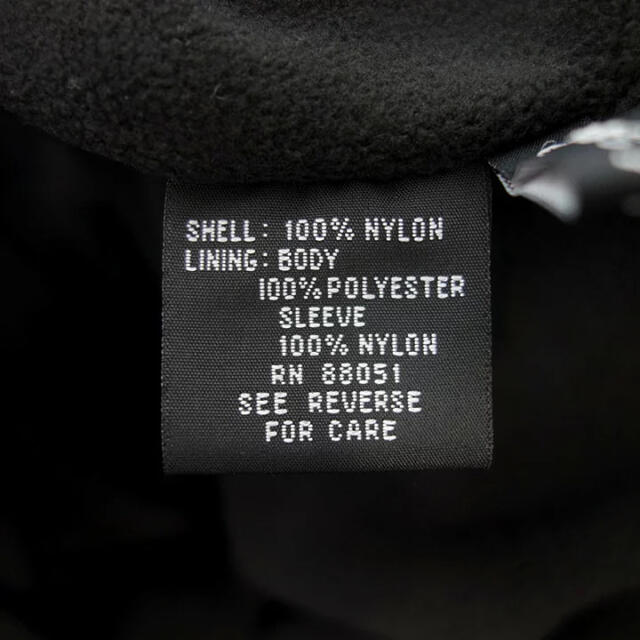 SHELL: 100% NYLON
LINING: BODY
100% POLYESTER
SLEEVE
100% NYLON
RN 88051
SEE REVERSE
FOR CARE